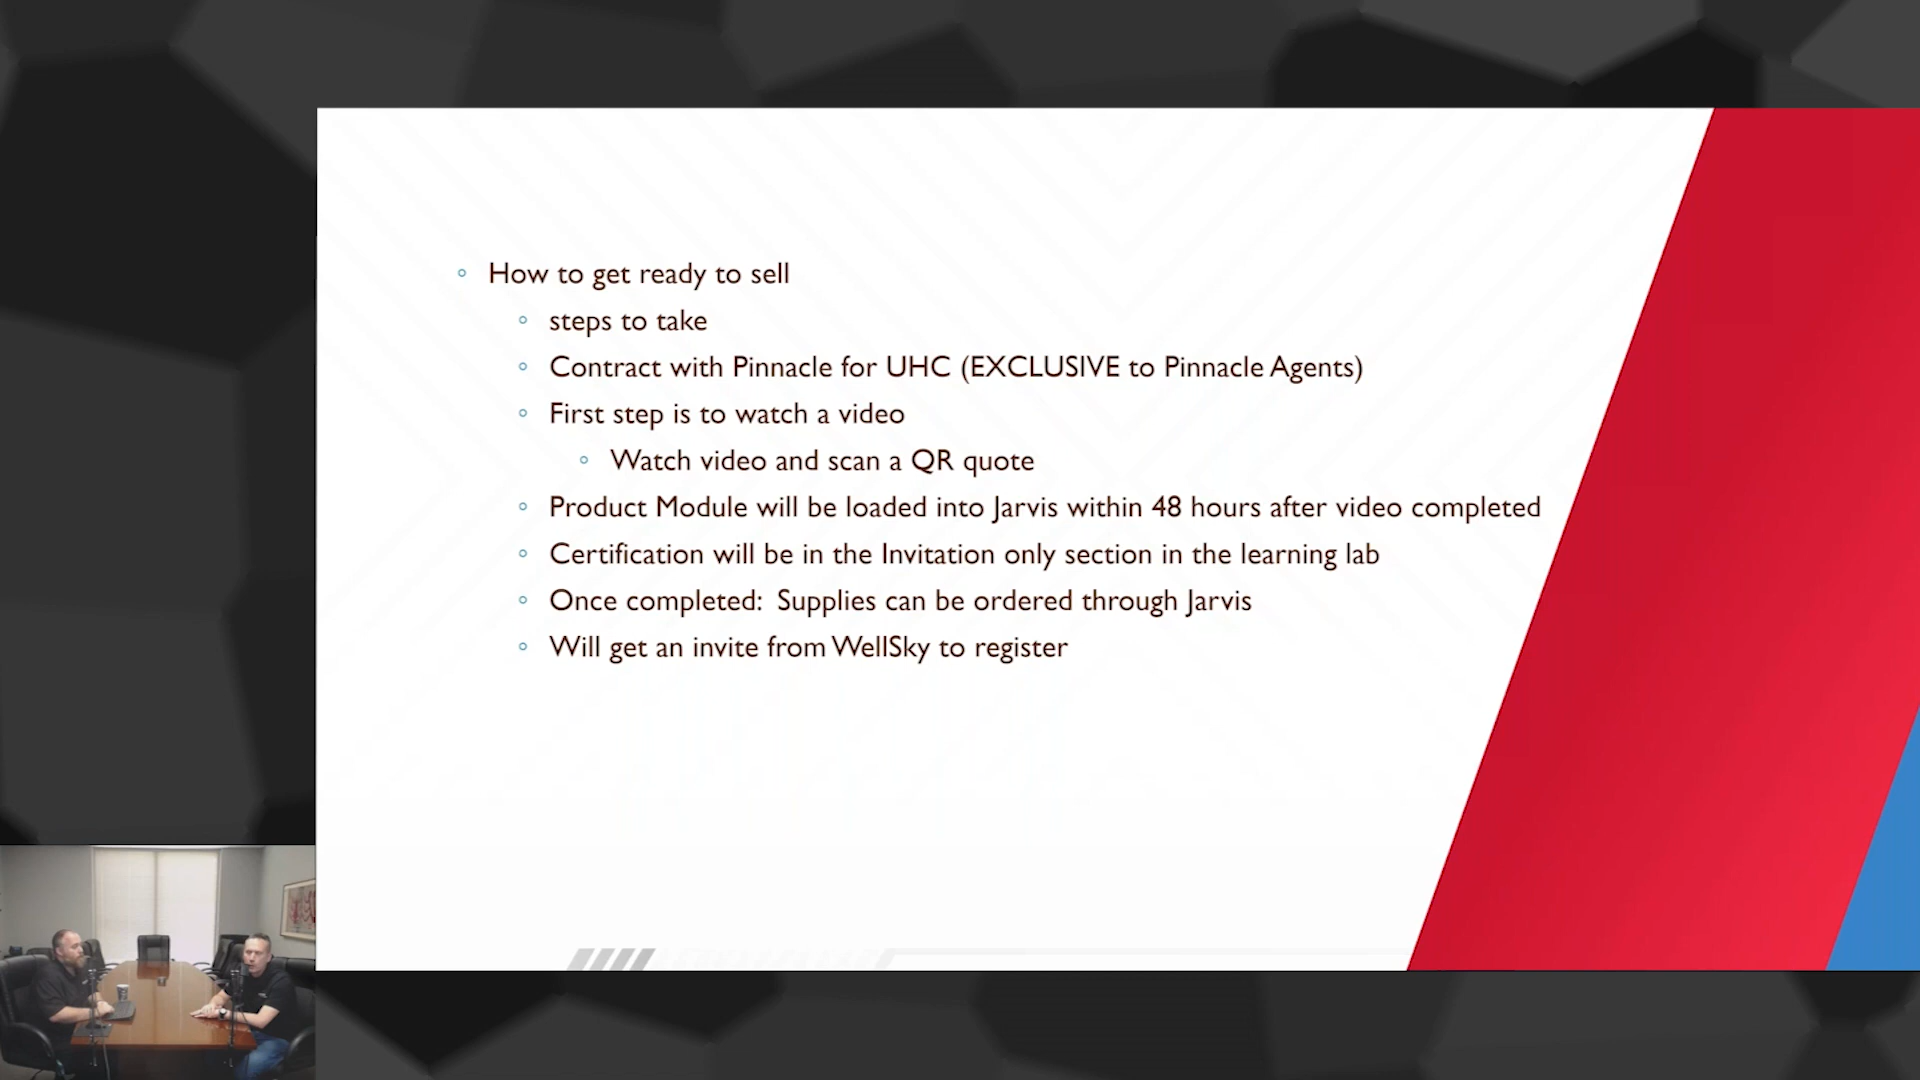 How to get ready to sell
steps to take
Contract with Pinnacle for UHC (EXCLUSIVE to Pinnacle Agents)
First step is to watch a video
Watch video and scan a QR quote
Product Module will be loaded into Jarvis within 48 hours after video completed
Certification will be in the Invitation only section in the learning lab
Once completed:  Supplies can be ordered through Jarvis
Will get an invite from WellSky to register